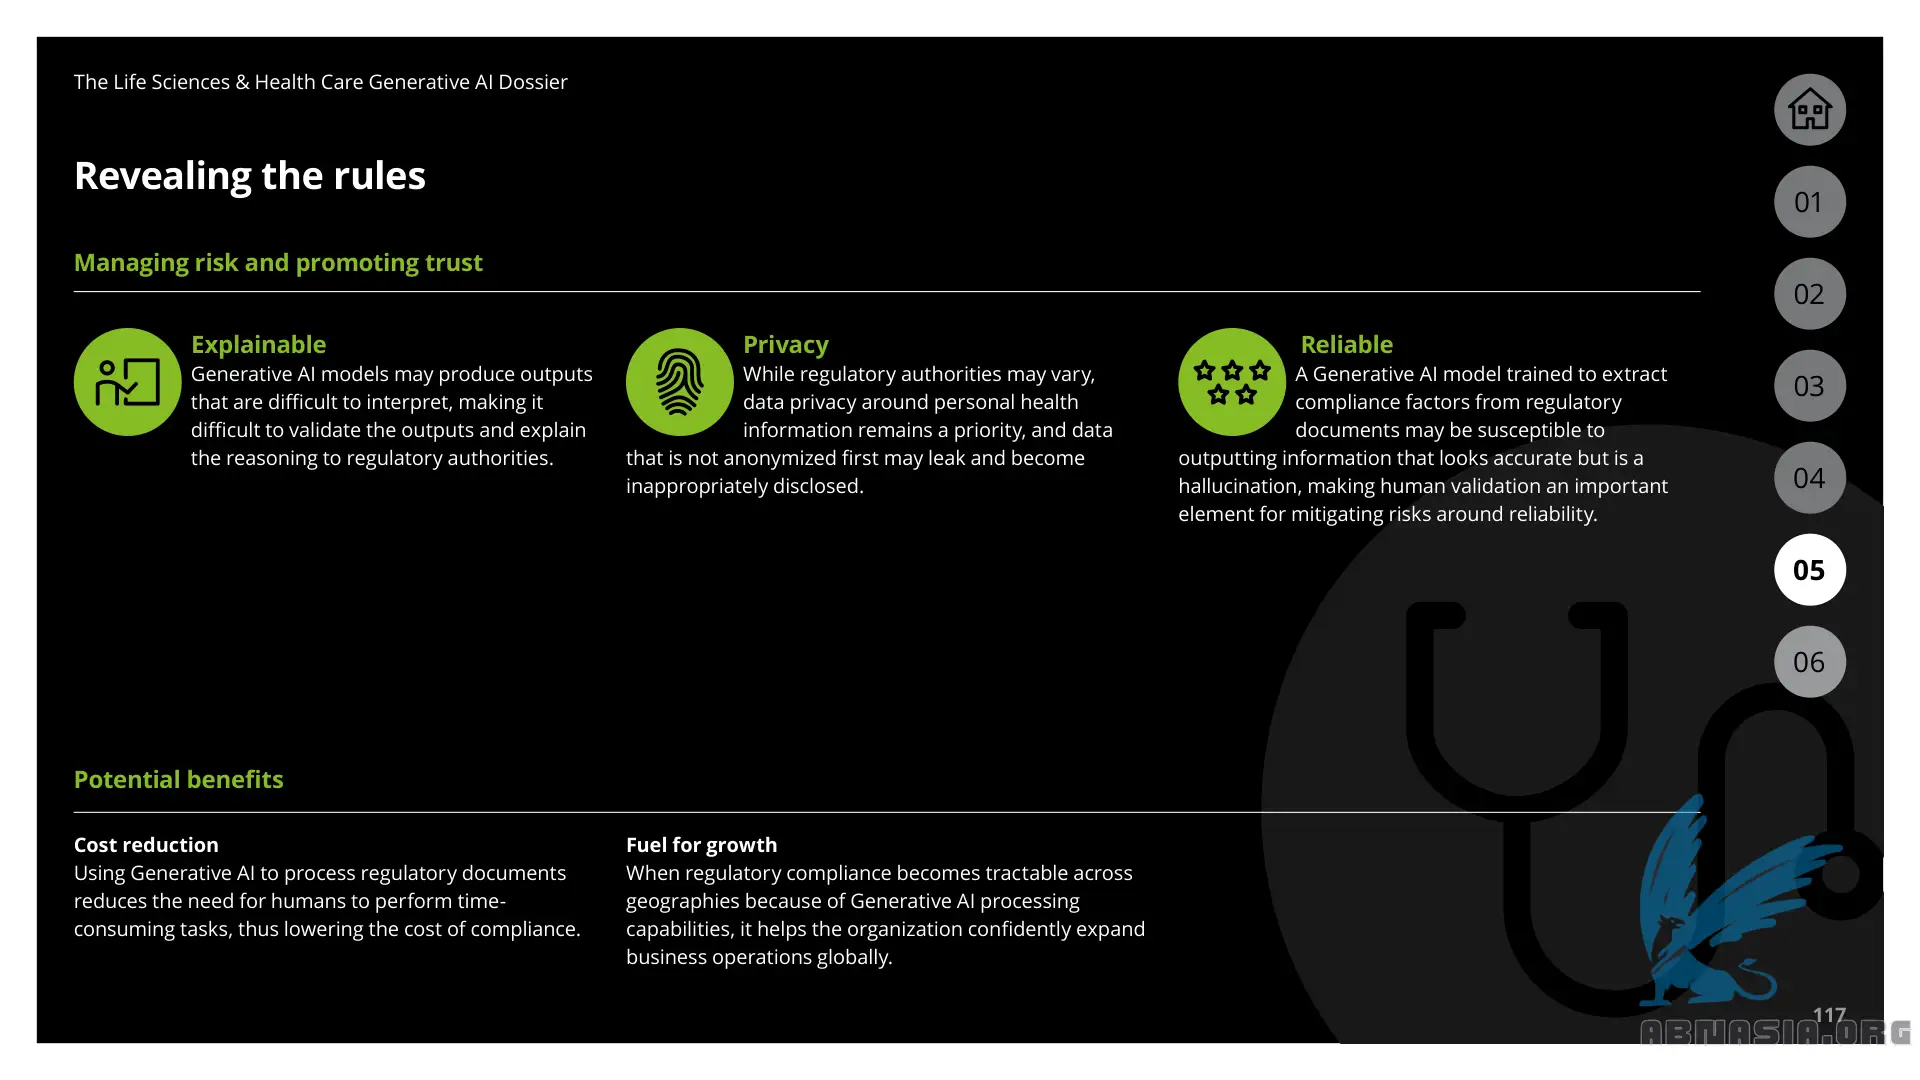 The Life Sciences & Health Care Generative AI Dossier
Revealing the rules
Managing risk and promoting trust
Explainable
Generative AI models may produce outputs
that are difficult to interpret, making it
difficult to validate the outputs and explain
the reasoning to regulatory authorities.
Privacy
While regulatory authorities may vary,
data privacy around personal health
information remains a priority, and data
that is not anonymized first may leak and become
inappropriately disclosed.
Reliable
A Generative AI model trained to extract
compliance factors from regulatory
documents may be susceptible to
outputting information that looks accurate but is a
hallucination, making human validation an important
element for mitigating risks around reliability.
Potential benefits
Cost reduction
Using Generative AI to process regulatory documents
reduces the need for humans to perform time-
consuming tasks, thus lowering the cost of compliance.
Fuel for growth
When regulatory compliance becomes tractable across
geographies because of Generative AI processing
capabilities, it helps the organization confidently expand
business operations globally.
01
02
03
04
05
06
117
ABMASIA.ORG